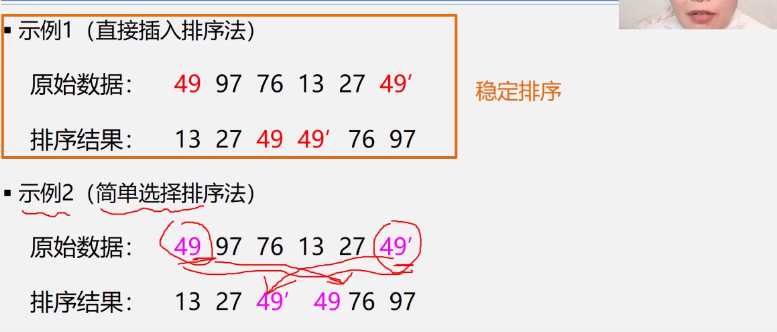 ▪ 示例1（直接插入排序法）
原始数据： 49 97 76 13 27 49′
稳定排序
排序结果： 13 27 49 49′ 76 97
▪ 示例2（简单选择排序法）
原始数据： 49 97 76 13 27 49′
排序结果： 13 27 49′ 49 76 97